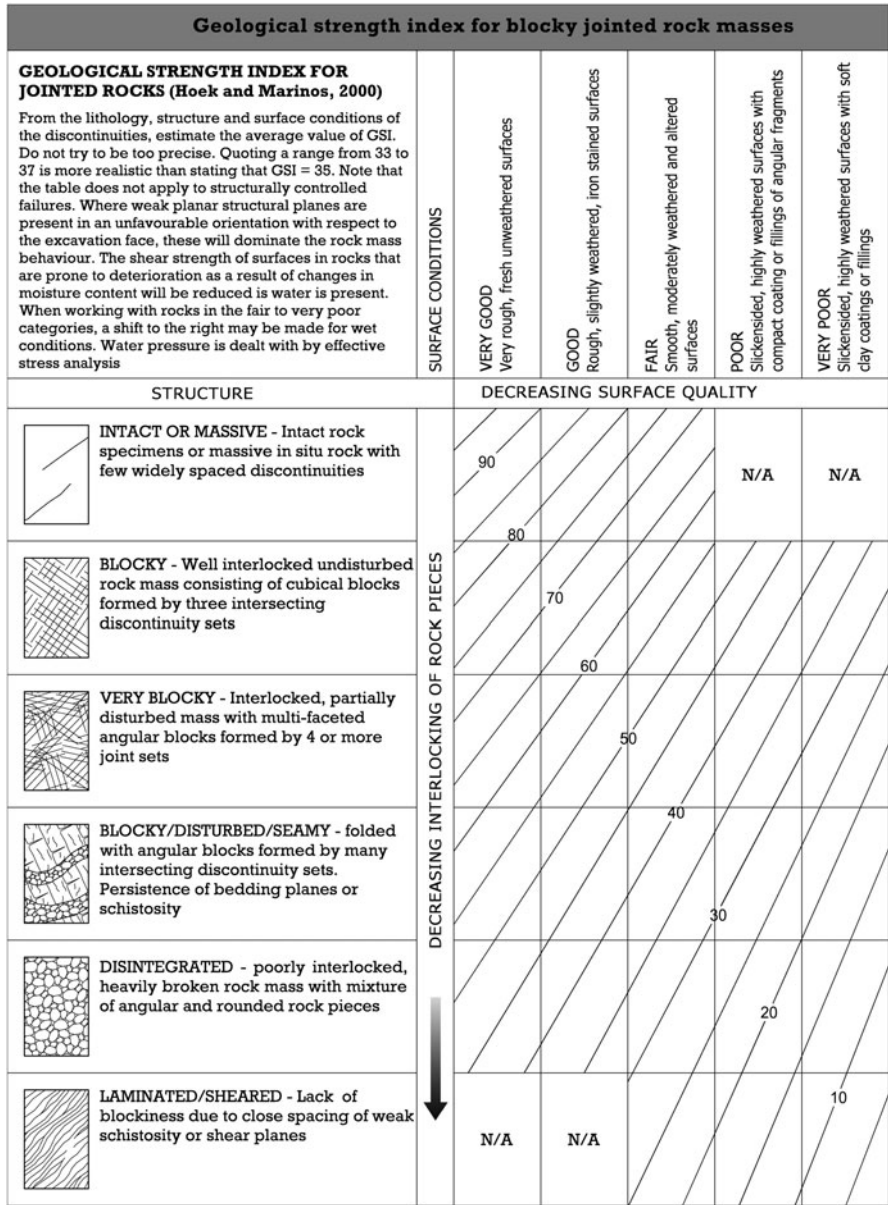 Geological strength index for blocky jointed rock masses
GEOLOGICAL STRENGTH INDEX FOR
JOINTED ROCKS (Hoek and Marinos, 2000)
From the lithology, structure and surface conditions of
the discontinuities, estimate the average value of GSI.
Do not try to be too precise. Quoting a range from 33 to
37 is more realistic than stating that GSI = 35. Note that
the table does not apply to structurally controlled
failures. Where weak planar structural planes are
present in an unfavourable orientation with respect to
the excavation face, these will dominate the rock mass
behaviour. The shear strength of surfaces in rocks that
are prone to deterioration as a result of changes in
moisture content will be reduced is water is present.
When working with rocks in the fair to very poor
categories, a shift to the right may be made for wet
conditions. Water pressure is dealt with by effective
stress analysis
SURFACE CONDITIONS
VERY GOOD
Very rough, fresh unweathered surfaces
GOOD
Rough, slightly weathered, iron stained surfaces
FAIR
Smooth, moderately weathered and altered
surfaces
POOR
Slickensided, highly weathered surfaces with
compact coating or fillings of angular fragments
VERY POOR
Slickensided, highly weathered surfaces with soft
clay coatings or fillings
STRUCTURE
DECREASING SURFACE QUALITY
DECREASING INTERLOCKING OF ROCK PIECES
INTACT OR MASSIVE - Intact rock
specimens or massive in situ rock with
few widely spaced discontinuities
90
80
N/A
N/A
BLOCKY - Well interlocked undisturbed
rock mass consisting of cubical blocks
formed by three intersecting
discontinuity sets
70
60
VERY BLOCKY - Interlocked, partially
disturbed mass with multi-faceted
angular blocks formed by 4 or more
joint sets
50
40
BLOCKY/DISTURBED/SEAMY - folded
with angular blocks formed by many
intersecting discontinuity sets.
Persistence of bedding planes or
schistosity
30
DISINTEGRATED - poorly interlocked,
heavily broken rock mass with mixture
of angular and rounded rock pieces
20
LAMINATED/SHEARED - Lack of
blockiness due to close spacing of weak
schistosity or shear planes
N/A
N/A
10